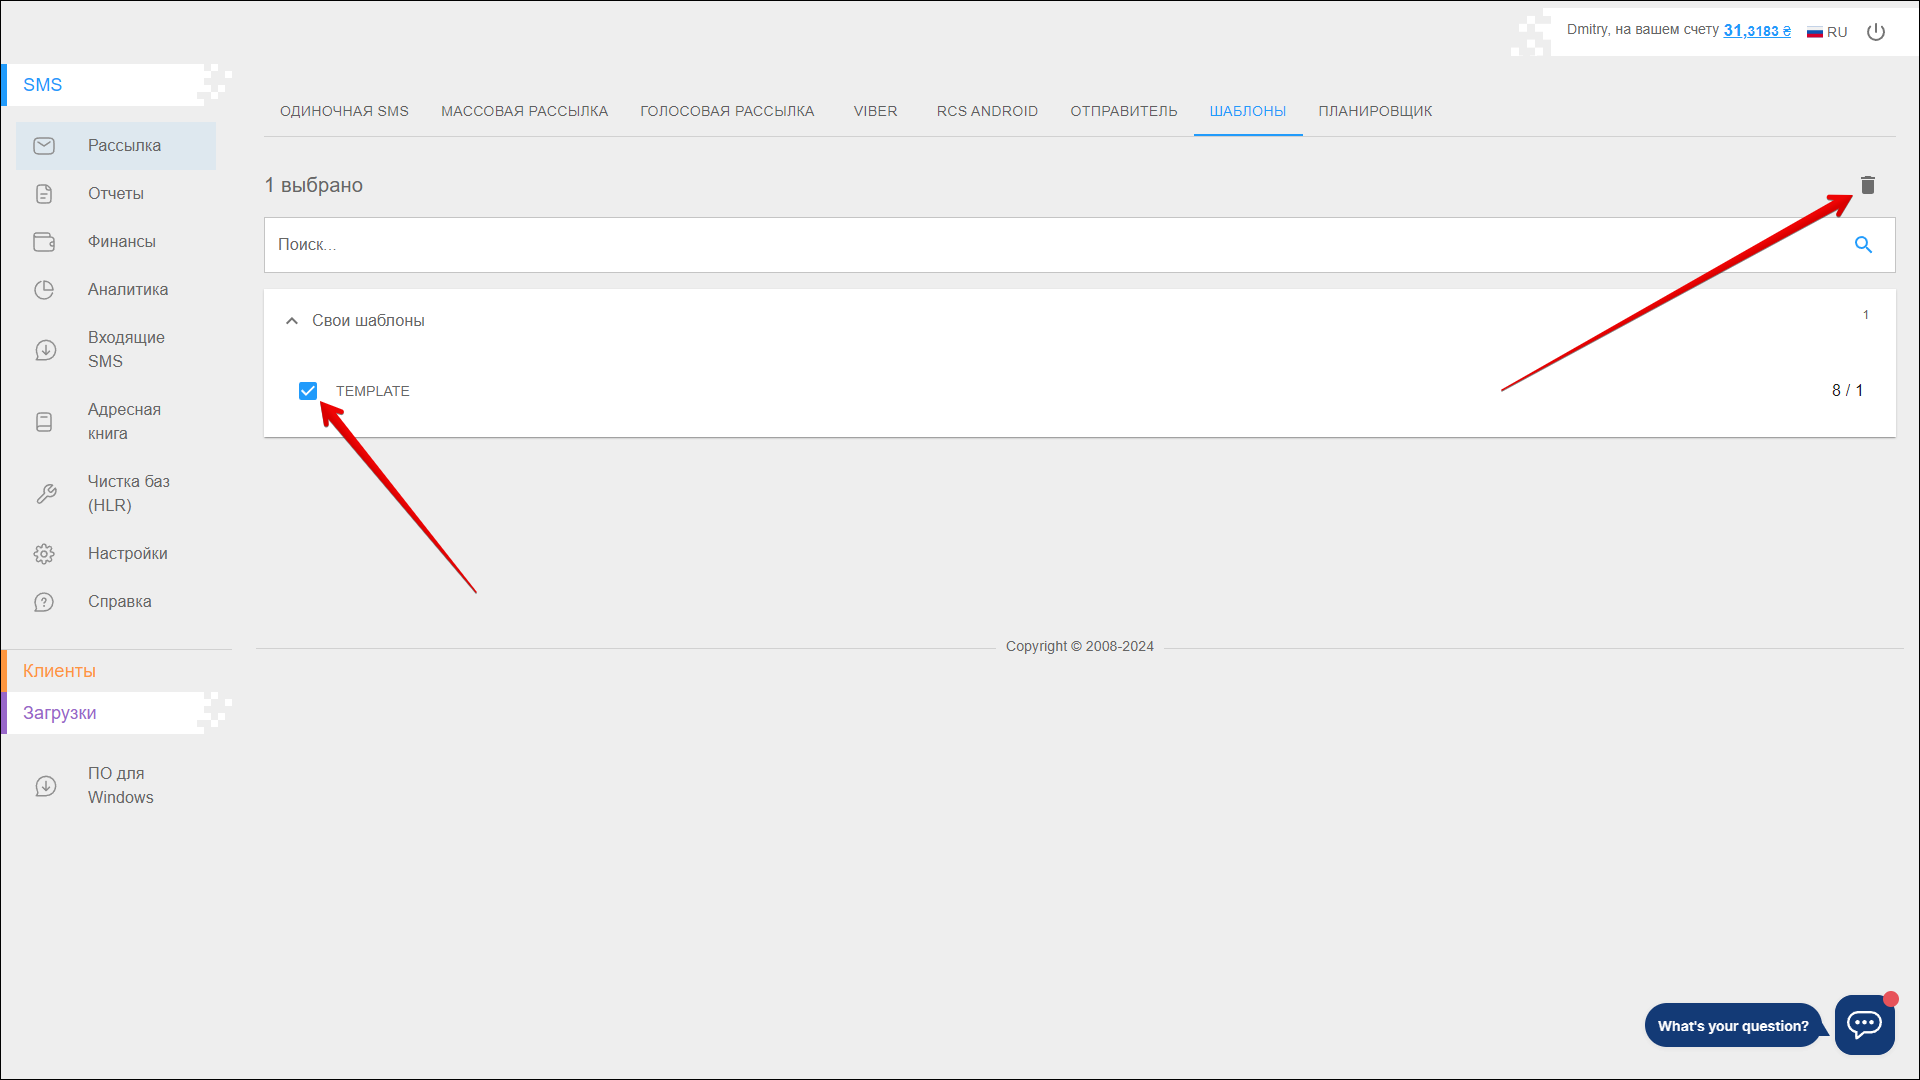 Dmitry, на вашем счету 31,3183 ₴
RU
SMS
Рассылка
Отчеты
Финансы
Аналитика
Входящие
SMS
Адресная
книга
Чистка баз
(HLR)
Настройки
Справка
Клиенты
Загрузки
ПО для
Windows
ОДИНОЧНАЯ SMS
МАССОВАЯ РАССЫЛКА
ГОЛОСОВАЯ РАССЫЛКА
VIBER
RCS ANDROID
ОТПРАВИТЕЛЬ
ШАБЛОНЫ
ПЛАНИРОВЩИК
1 выбрано
Поиск...
Свои шаблоны
1
TEMPLATE
8 / 1
Copyright © 2008-2024
What's your question?